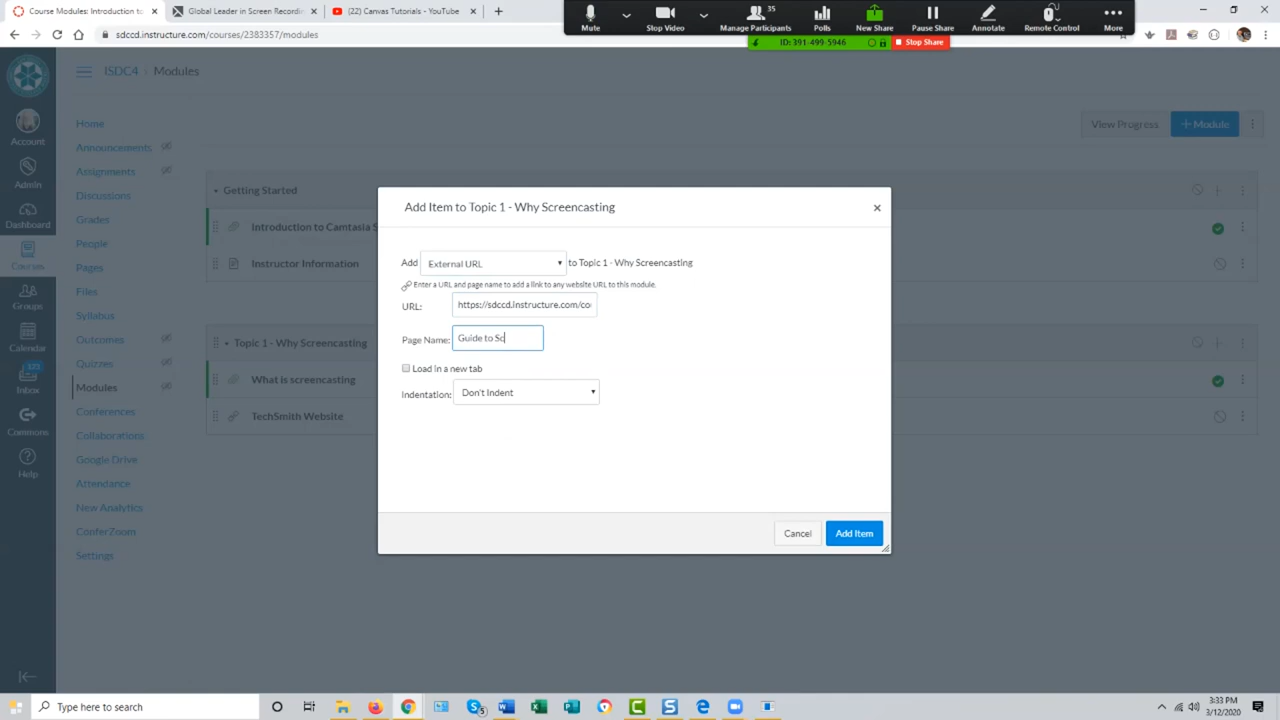 Course Modules: Introduction to
Global Leader in Screen Recordin
(22) Canvas Tutorials - YouTube
Mute
Stop Video
35
Manage Participants
Polls
New Share
Pause Share
Annotate
Remote Control
More
sdccd.instructure.com/courses/2383357/modules
ID: 391-499-5946
Stop Share
ISDC4
Modules
Account
Admin
Dashboard
Courses
Groups
Calendar
125
Inbox
Commons
Help
Home
Announcements
Assignments
Discussions
Grades
People
Pages
Files
Syllabus
Outcomes
Quizzes
Modules
Conferences
Collaborations
Google Drive
Attendance
New Analytics
ConferZoom
Settings
View Progress
+ Module
Getting Started
Introduction to Camtasia S
Instructor Information
Topic 1 - Why Screencasting
What is screencasting
TechSmith Website
Add Item to Topic 1 - Why Screencasting
Add External URL to Topic 1 - Why Screencasting
Enter a URL and page name to add a link to any website URL to this module.
URL: https://sdccd.instructure.com/co
Page Name: Guide to Sc
Load in a new tab
Indentation: Don't Indent
Cancel
Add Item
Type here to search
5
3:33 PM
3/12/2020